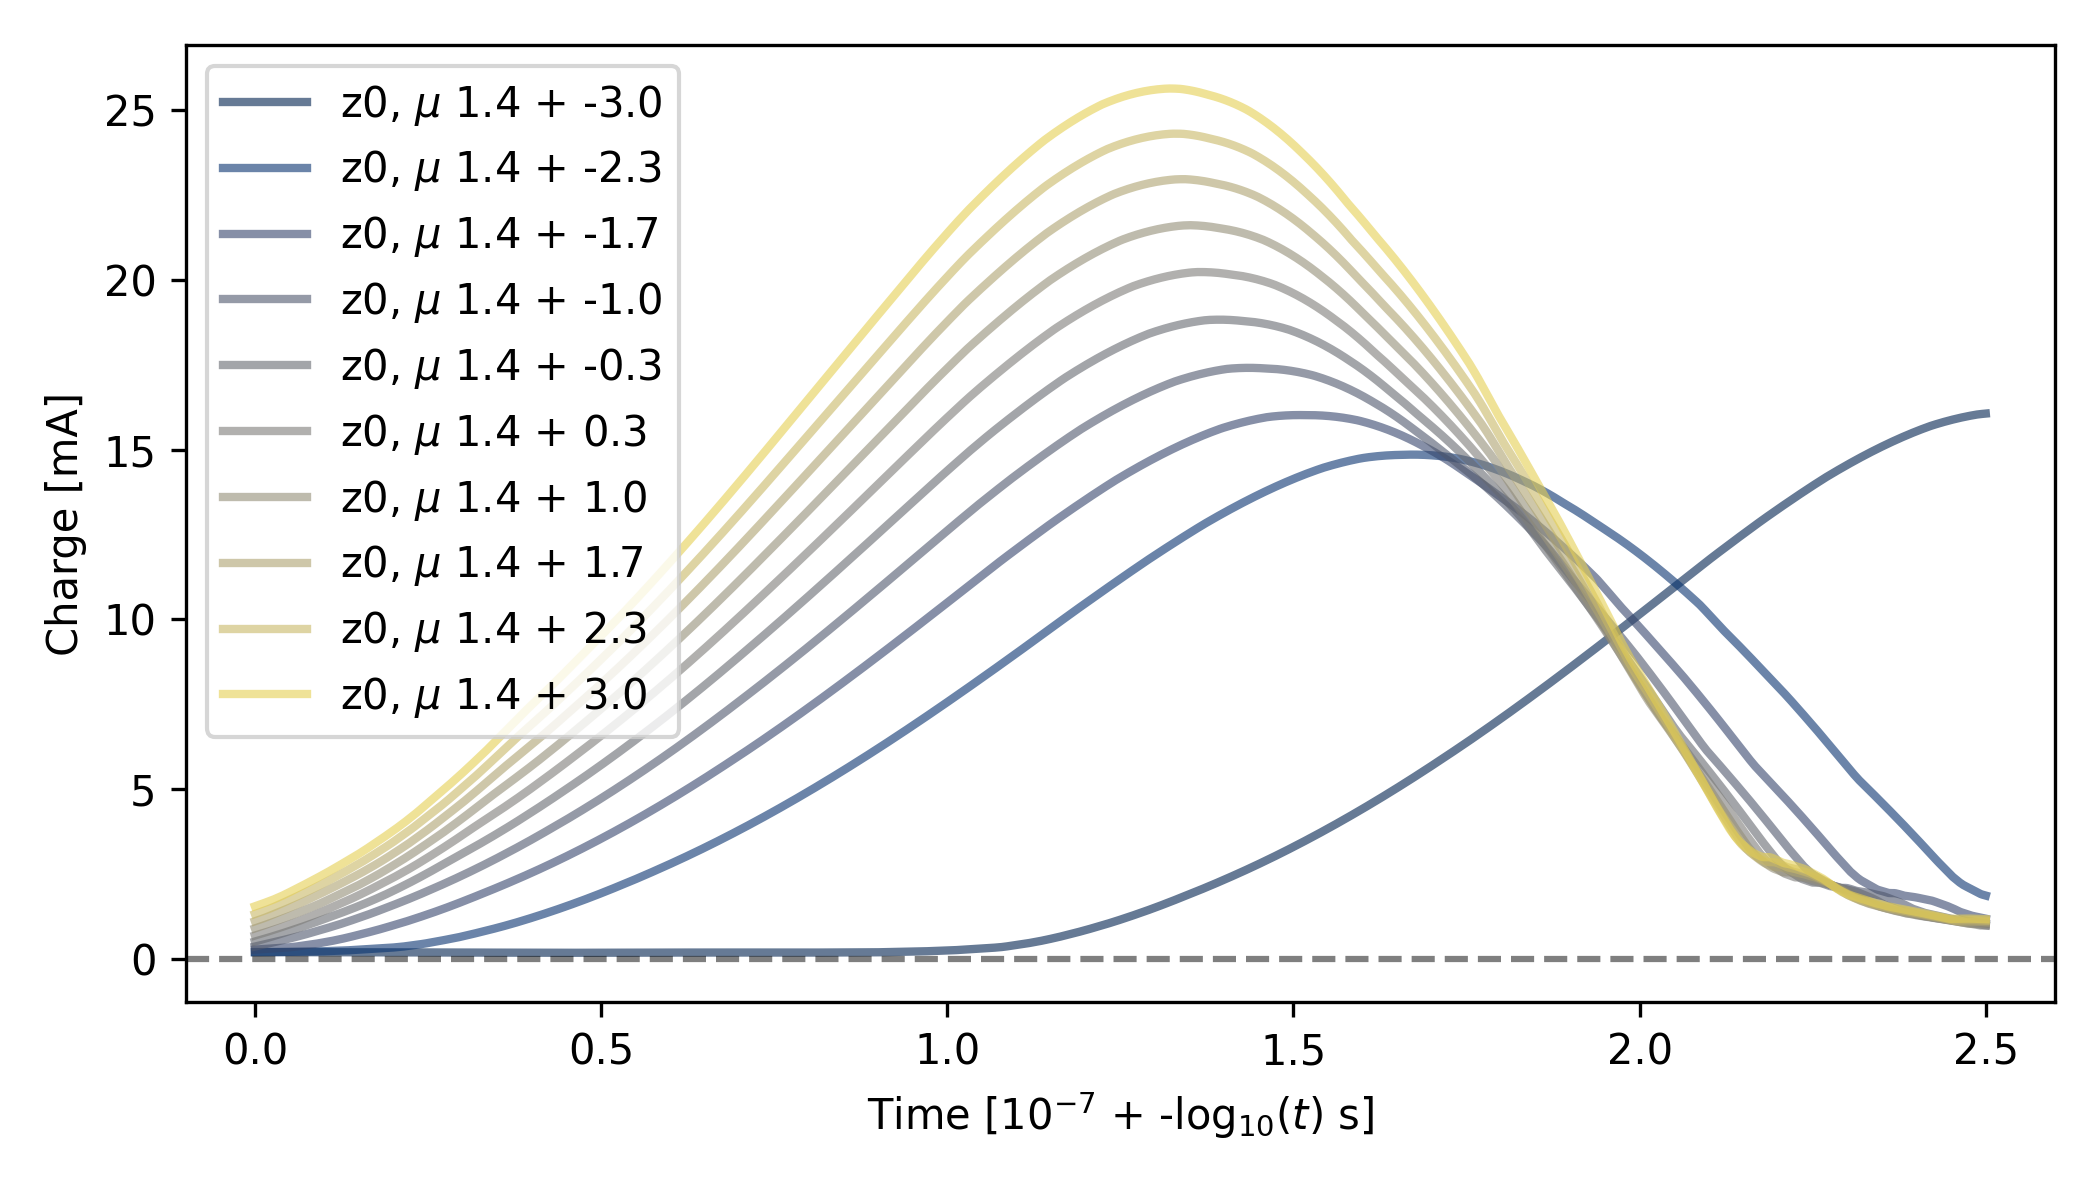 z0, μ 1.4 + -3.0
z0, μ 1.4 + -2.3
z0, μ 1.4 + -1.7
z0, μ 1.4 + -1.0
z0, μ 1.4 + -0.3
z0, μ 1.4 + 0.3
z0, μ 1.4 + 1.0
z0, μ 1.4 + 1.7
z0, μ 1.4 + 2.3
z0, μ 1.4 + 3.0
25
20
15
10
5
0
Charge [mA]
0.0 0.5 1.0 1.5 2.0 2.5
Time [10⁻⁷ + -log₁₀(t) s]